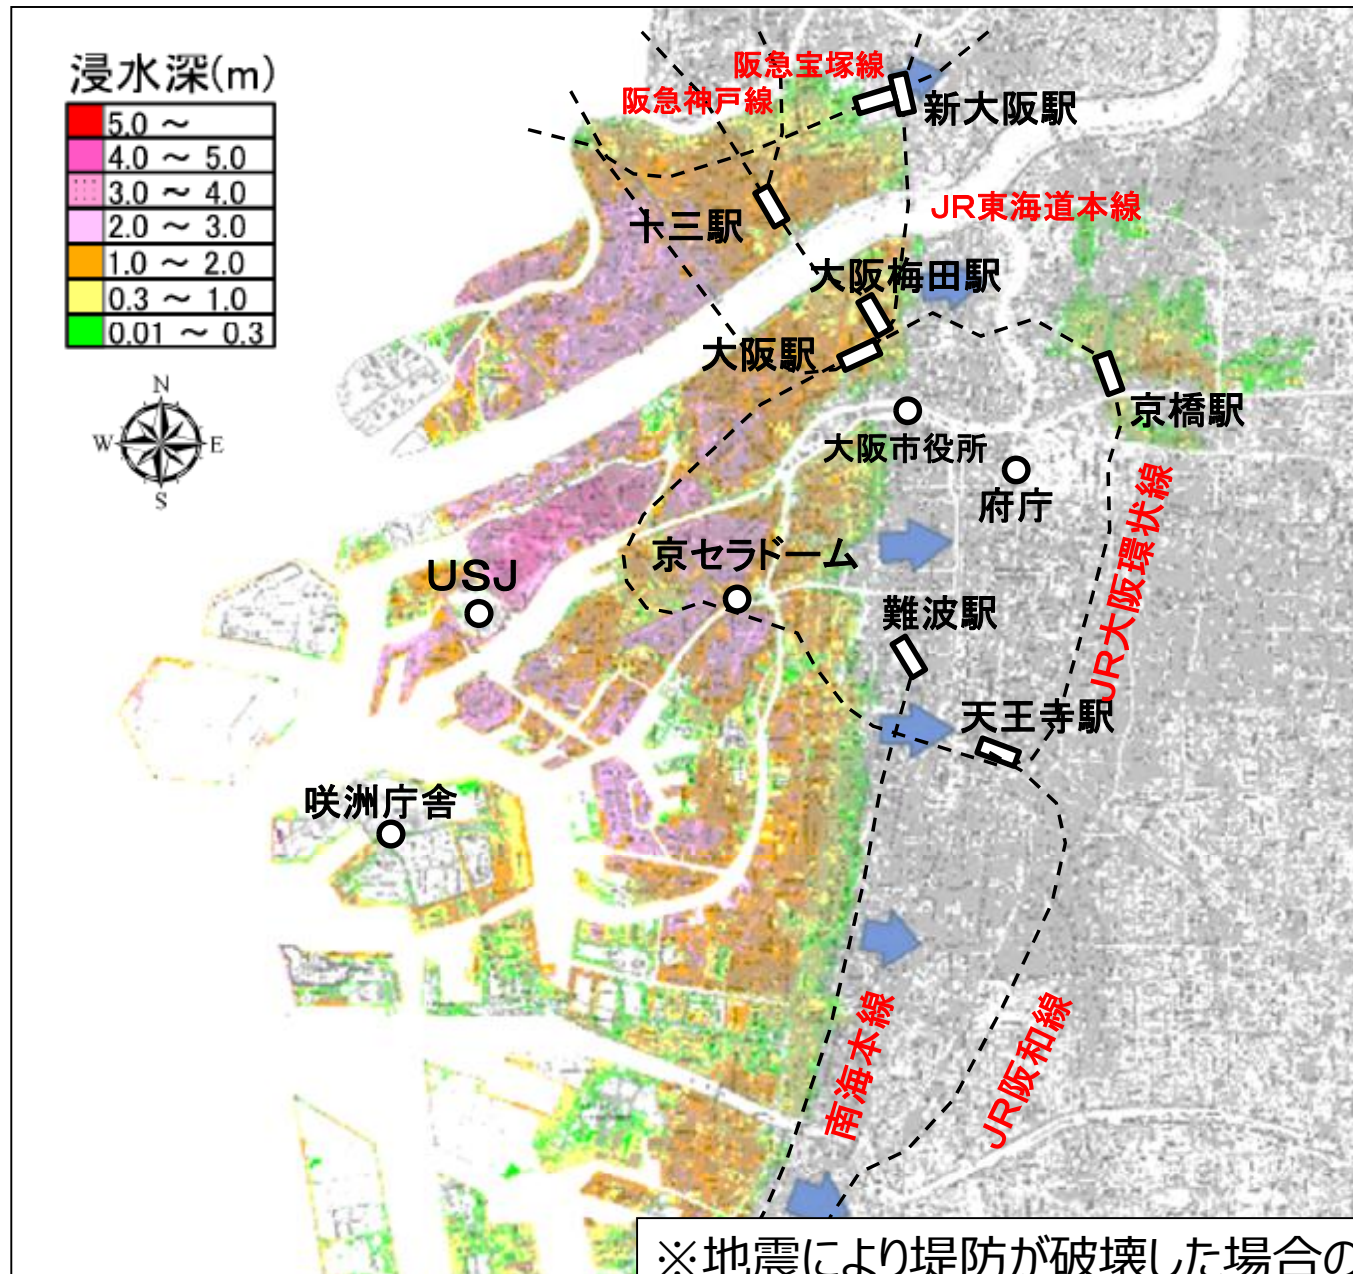 浸水深(m)
5.0 ～
4.0 ～ 5.0
3.0 ～ 4.0
2.0 ～ 3.0
1.0 ～ 2.0
0.3 ～ 1.0
0.01 ～ 0.3
N
W E
S
阪急宝塚線
阪急神戸線
新大阪駅
十三駅
JR東海道本線
大阪梅田駅
大阪駅
京橋駅
大阪市役所
府庁
京セラドーム
USJ
難波駅
JR大阪環状線
天王寺駅
咲洲庁舎
南海本線
JR阪和線
※地震により堤防が破壊した場合の